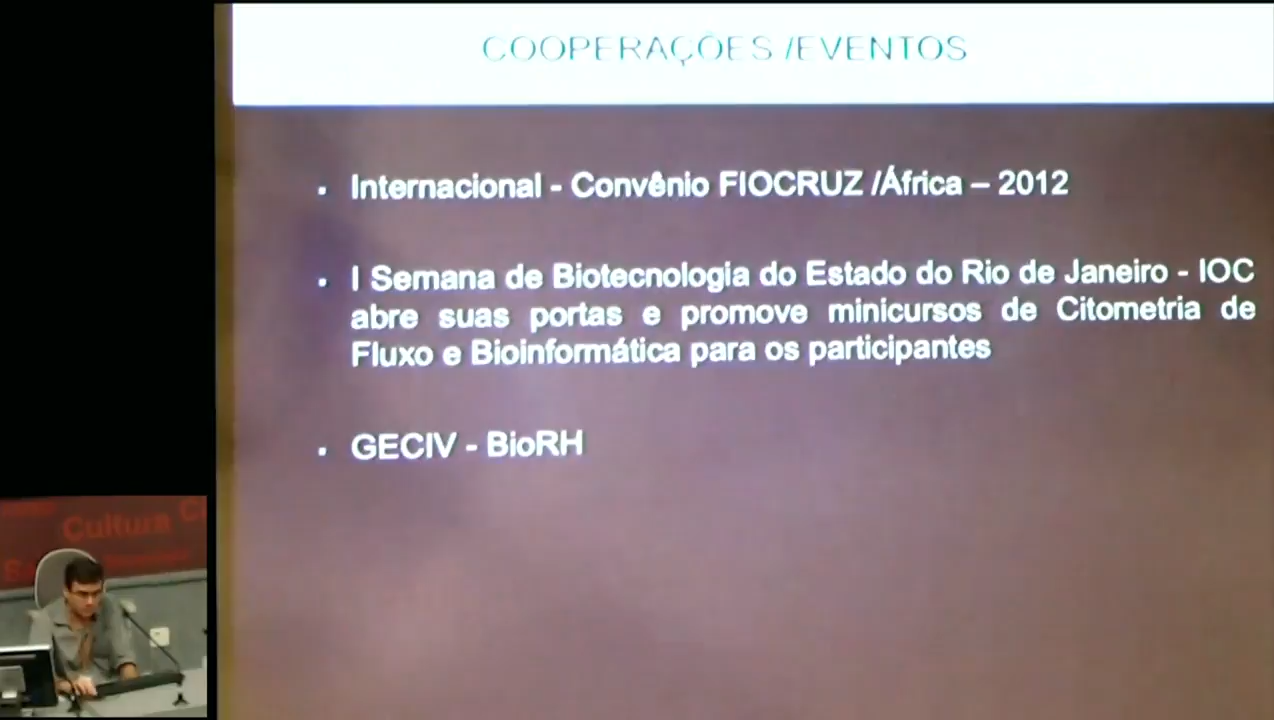 COOPERAÇÕES /EVENTOS
Internacional - Convênio FIOCRUZ /África – 2012
I Semana de Biotecnologia do Estado do Rio de Janeiro - IOC
abre suas portas e promove minicursos de Citometria de
Fluxo e Bioinformática para os participantes
GECIV - BioRH
Cultura